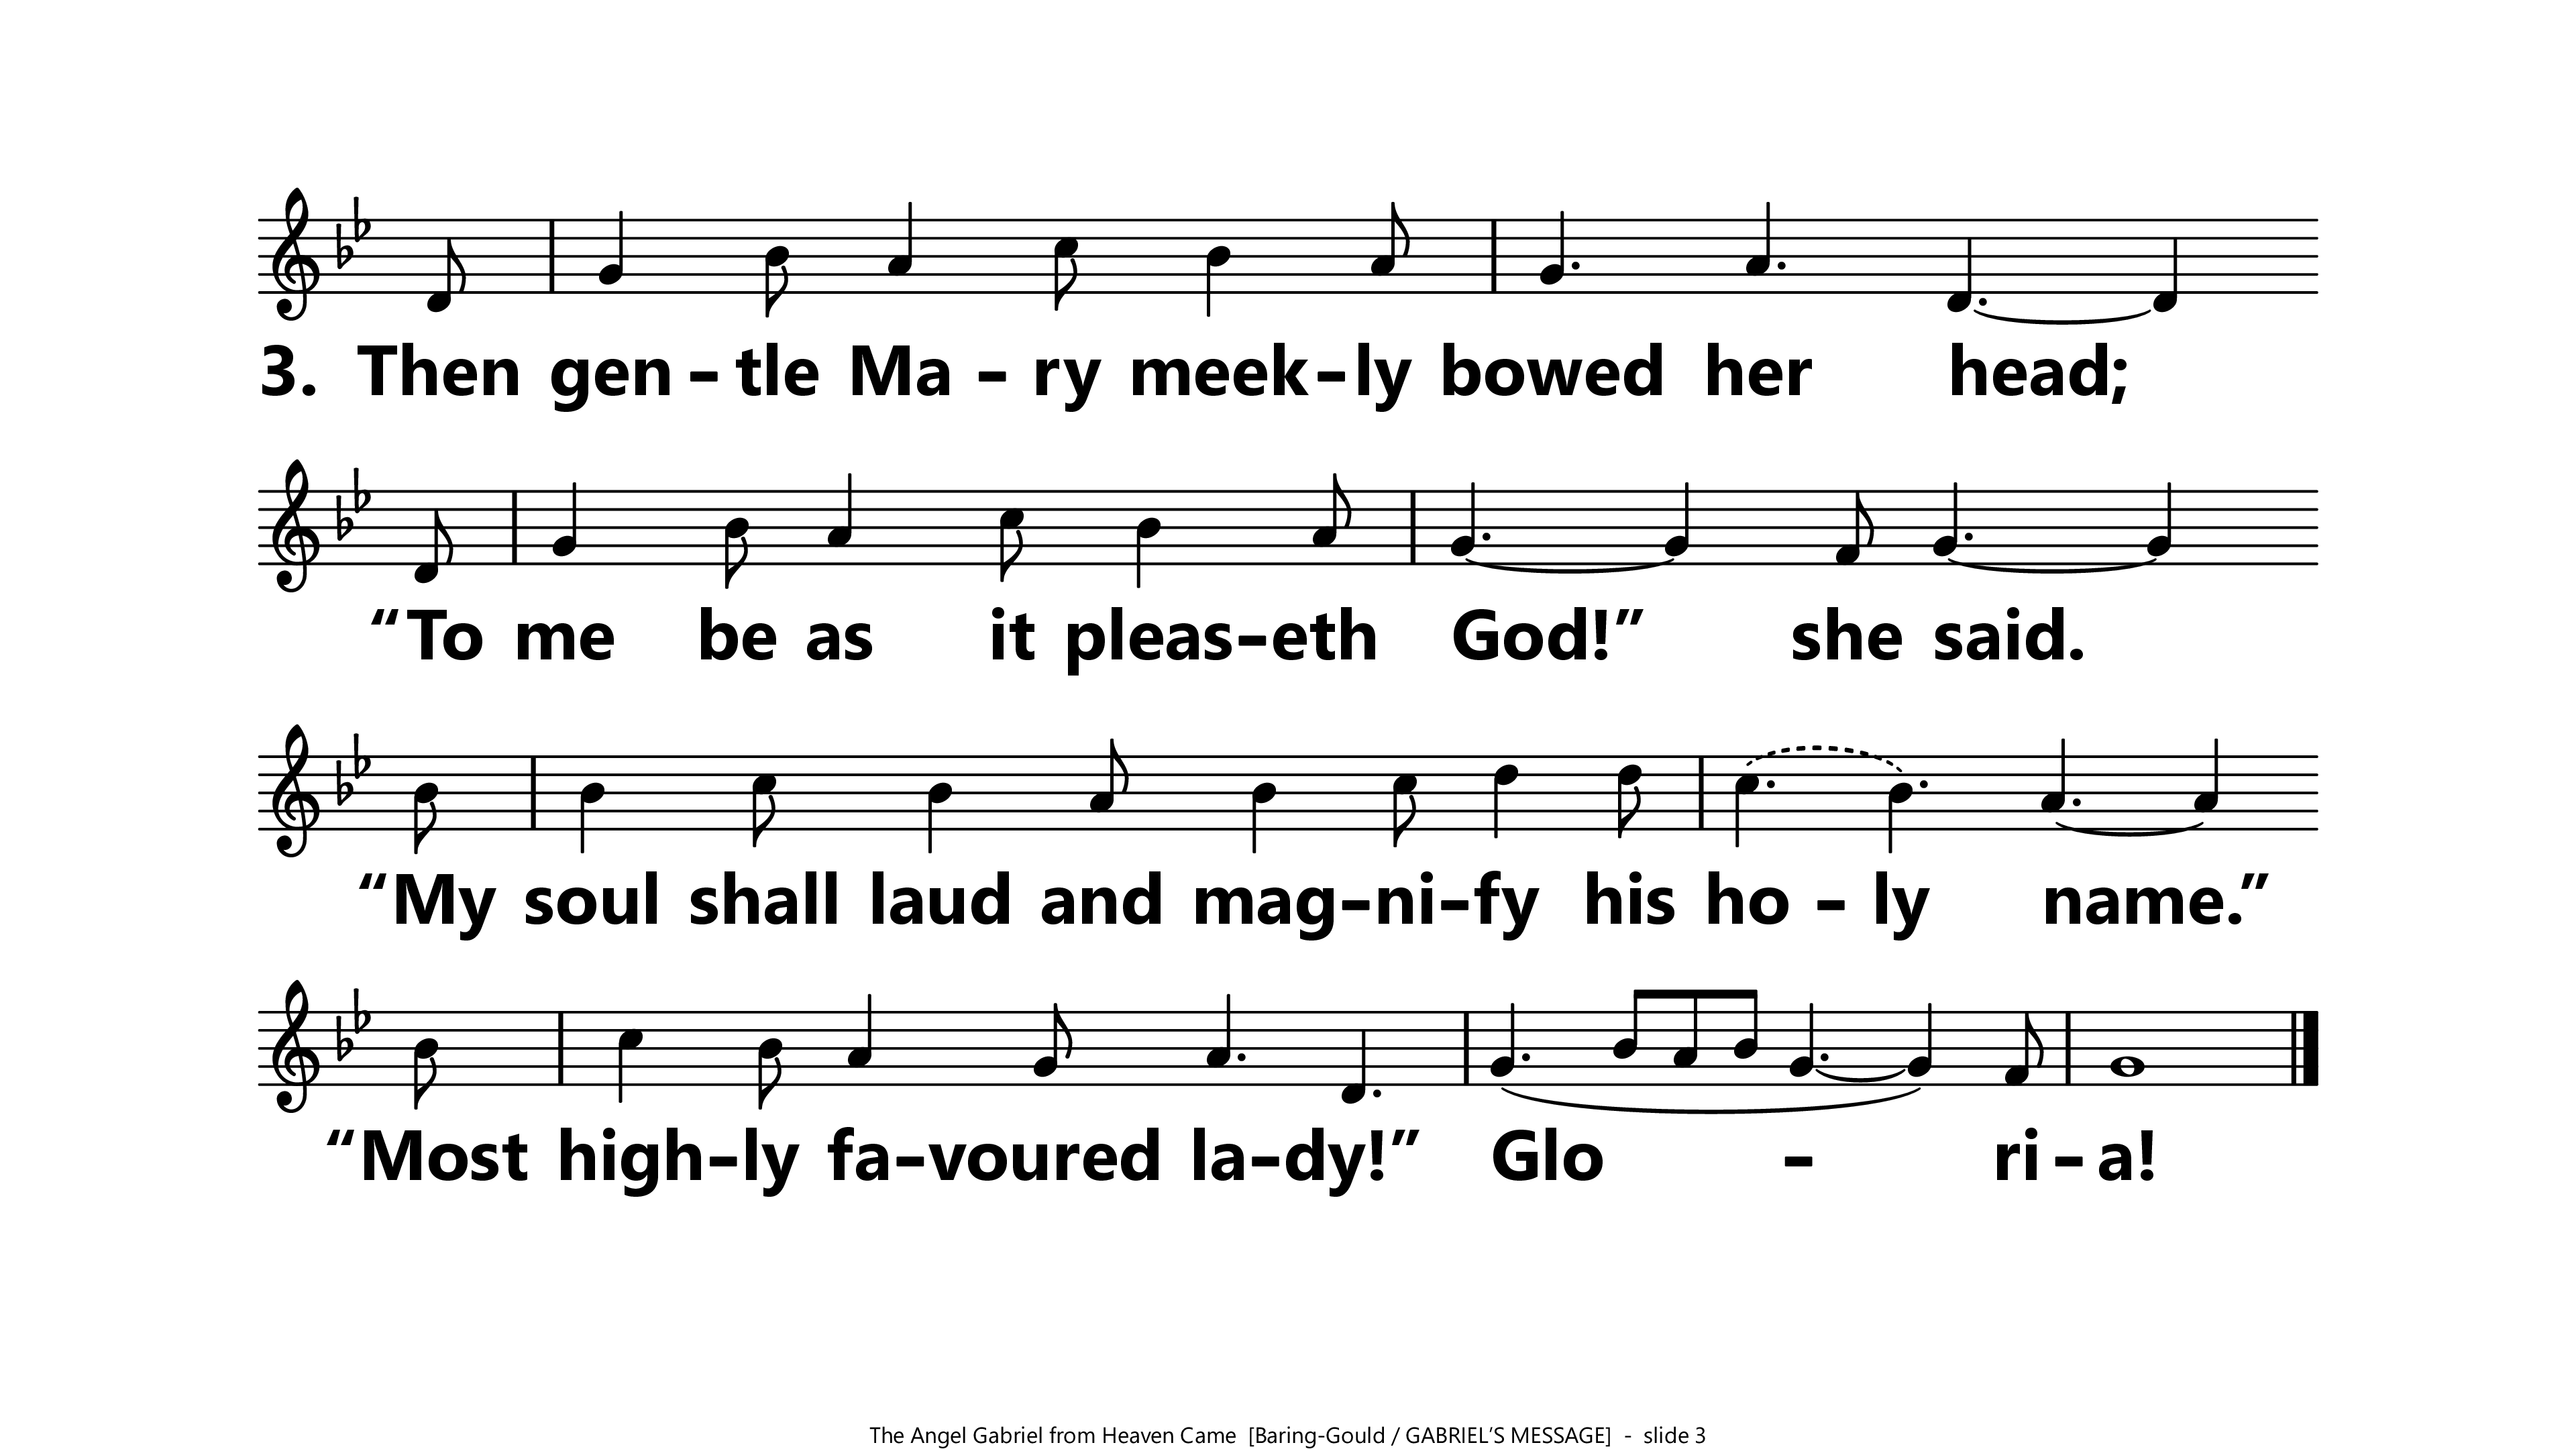 3. Then gen-tle Ma-ry meek-ly bowed her head;
“To me be as it pleas-eth God!” she said.
“My soul shall laud and mag-ni-fy his ho-ly name.”
“Most high-ly fa-voured la-dy!” Glo-ri-a!
The Angel Gabriel from Heaven Came [Baring-Gould / GABRIEL’S MESSAGE] - slide 3